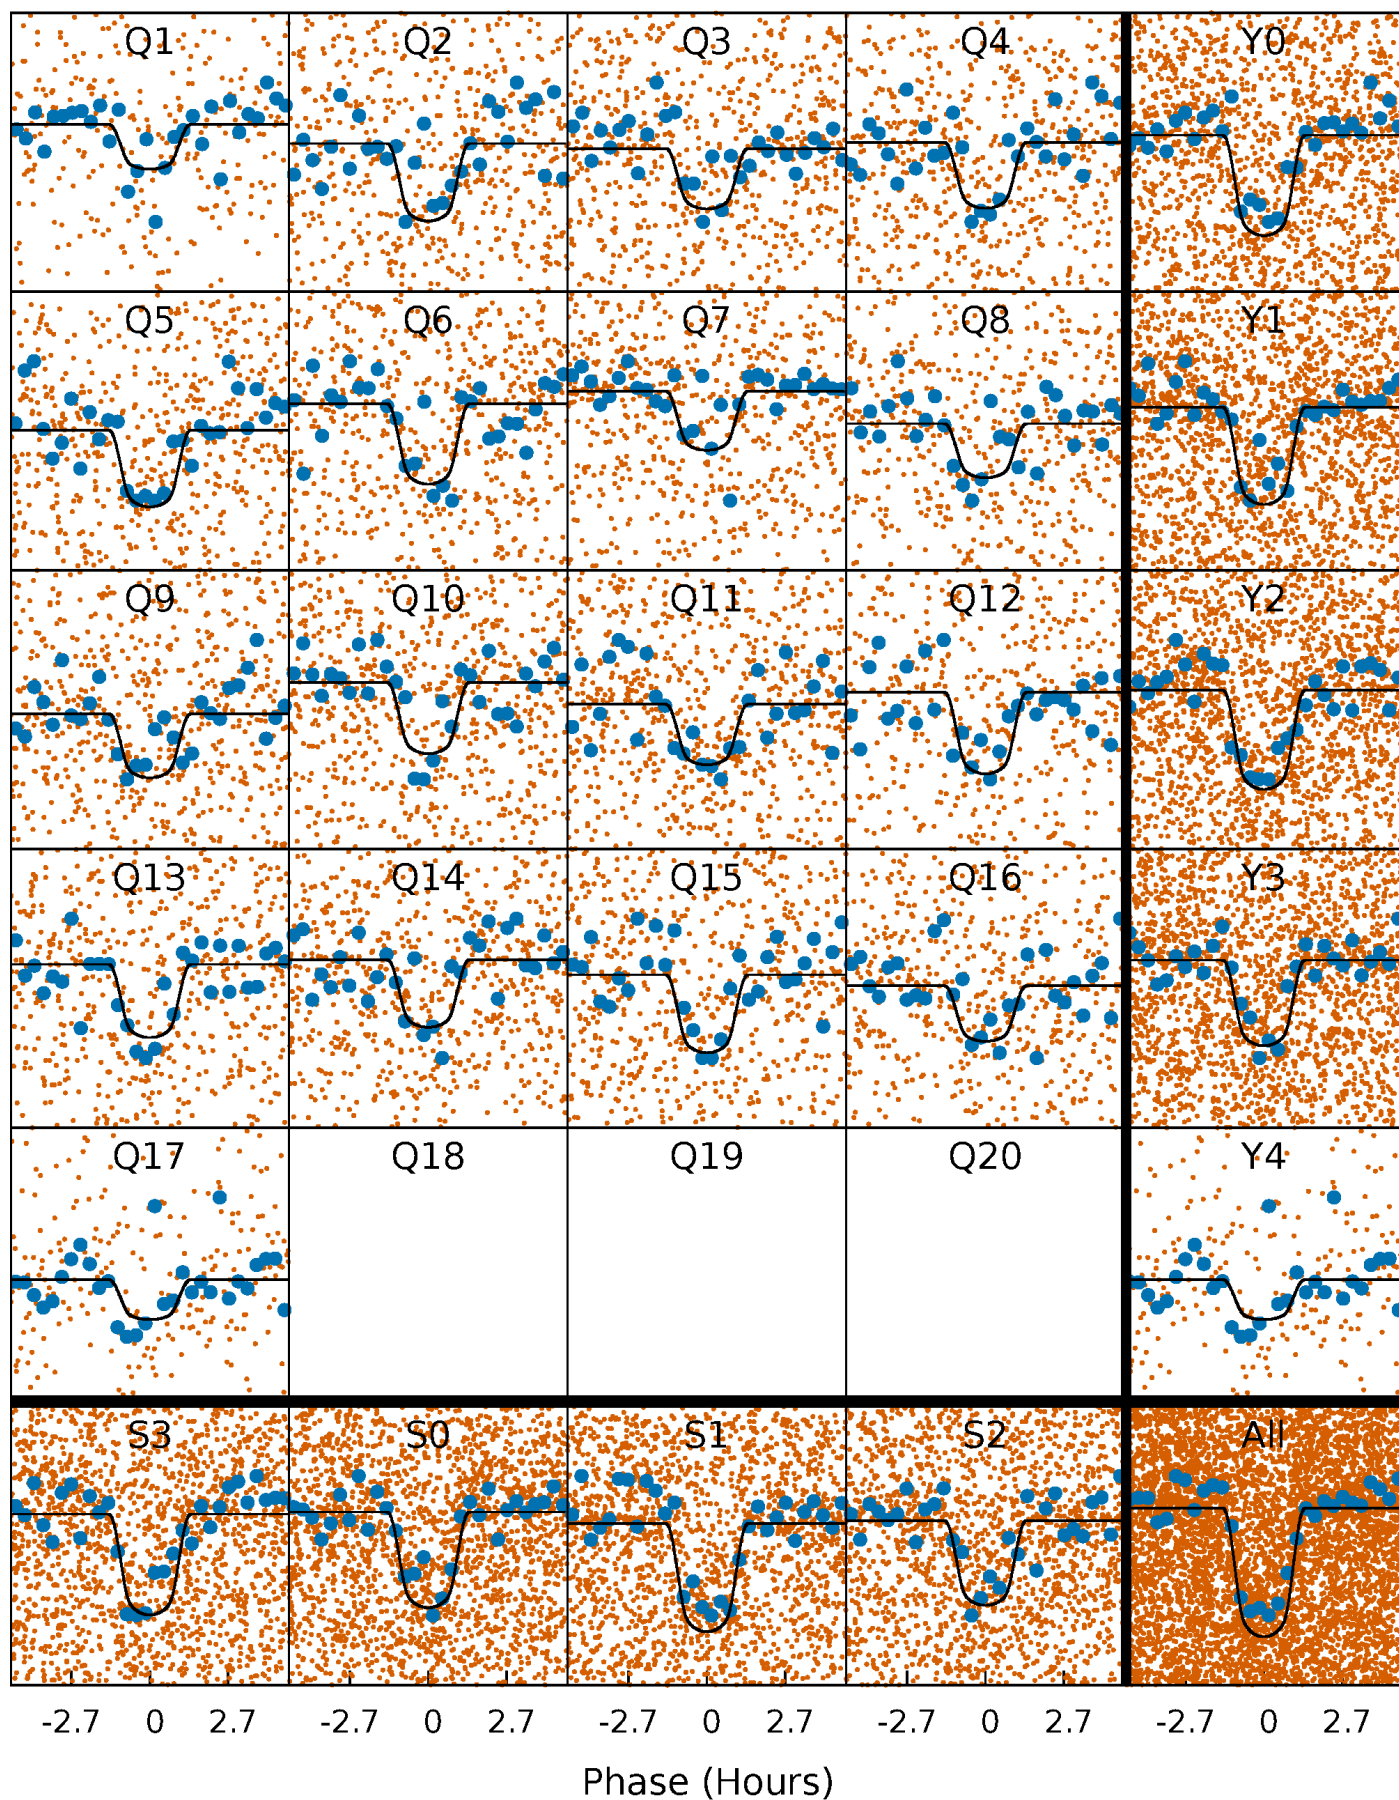 Q1 Q2 Q3 Q4 Y0
Q5 Q6 Q7 Q8 Y1
Q9 Q10 Q11 Q12 Y2
Q13 Q14 Q15 Q16 Y3
Q17 Q18 Q19 Q20 Y4
S3 S0 S1 S2 All
-2.7 0 2.7 -2.7 0 2.7 -2.7 0 2.7 -2.7 0 2.7 -2.7 0 2.7
Phase (Hours)